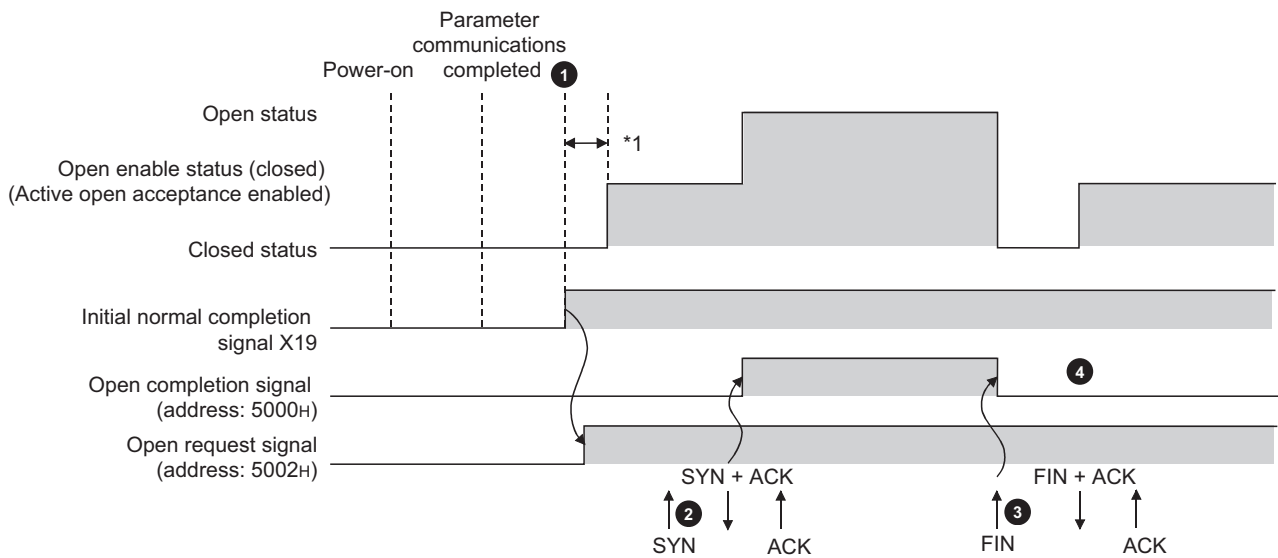 Parameter
communications
Power-on completed 1
Open status
*1
Open enable status (closed)
(Active open acceptance enabled)
Closed status
Initial normal completion
signal X19
Open completion signal
(address: 5000H)
4
Open request signal
(address: 5002H)
SYN + ACK FIN + ACK
2 3
SYN ACK FIN ACK